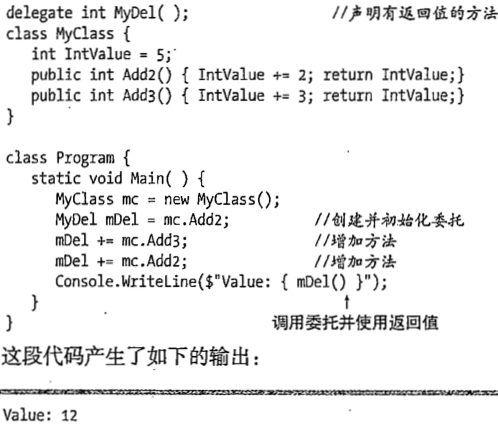 delegate int MyDel( );                //声明有返回值的方法
class MyClass {
   int IntValue = 5;
   public int Add2() { IntValue += 2; return IntValue;}
   public int Add3() { IntValue += 3; return IntValue;}
}
class Program {
   static void Main( ) {
      MyClass mc = new MyClass();
      MyDel mDel = mc.Add2;           //创建并初始化委托
      mDel += mc.Add3;                //增加方法
      mDel += mc.Add2;                //增加方法
      Console.WriteLine($"Value: { mDel() }");
   }
}
调用委托并使用返回值
这段代码产生了如下的输出：
Value: 12